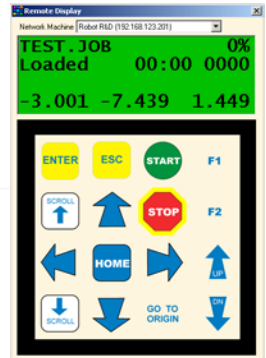 Remote Display
Network Machine Robot R&D (192.168.123.201)
TEST.JOB 0%
Loaded 00:00 0000
-3.001 -7.439 1.449
ENTER ESC START F1
SCROLL STOP F2
HOME UP
SCROLL GO TO ORIGIN DN